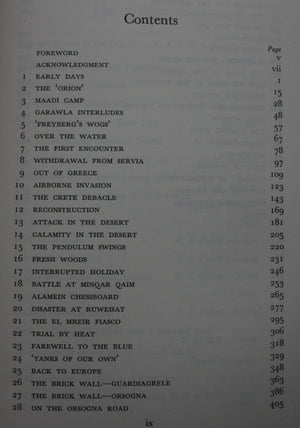 Contents
Page
FOREWORD v
ACKNOWLEDGMENT vii
1 EARLY DAYS 1
2 THE 'ORION' 15
3 MAADI CAMP 28
4 GARAWLA INTERLUDES 48
5 'FREYBERG'S WOGS' 57
6 OVER THE WATER 67
7 THE FIRST ENCOUNTER 78
8 WITHDRAWAL FROM SERVIA 97
9 OUT OF GREECE 109
10 AIRBORNE INVASION 123
11 THE CRETE DEBACLE 143
12 RECONSTRUCTION 169
13 ATTACK IN THE DESERT 181
14 CALAMITY IN THE DESERT 205
15 THE PENDULUM SWINGS 220
16 FRESH WOODS 231
17 INTERRUPTED HOLIDAY 246
18 BATTLE AT MINQAR QAIM 253
19 ALAMEIN CHESSBOARD 265
20 DISASTER AT RUWEISAT 277
21 THE EL MREIR FIASCO 295
22 TRIAL BY HEAT 306
23 FAREWELL TO THE BLUE 318
24 'TANKS OF OUR OWN' 329
25 BACK TO EUROPE 348
26 THE BRICK WALL—GUARDIAGRELE 363
27 THE BRICK WALL—ORSOGNA 386
28 ON THE ORSOGNA ROAD 405
ix